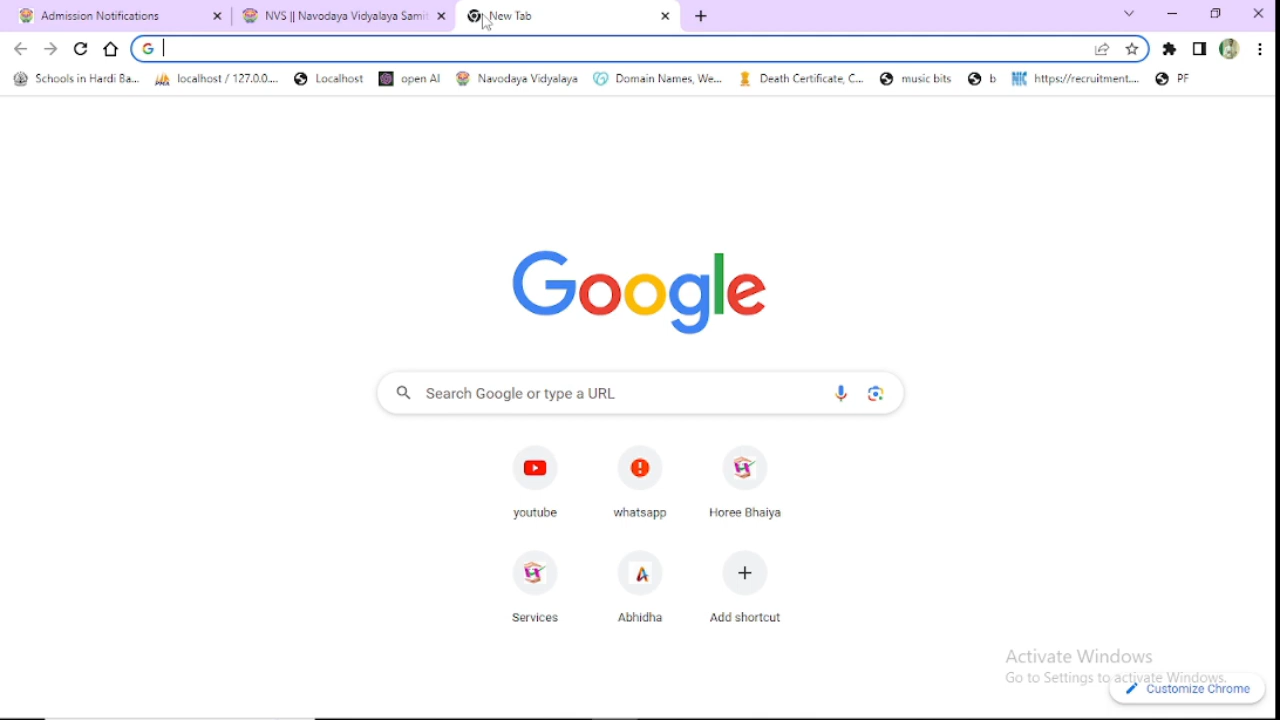 Admission Notifications NVS || Navodaya Vidyalaya Samit New Tab
Schools in Hardi Ba... localhost / 127.0.0.... Localhost open AI Navodaya Vidyalaya Domain Names, We... Death Certificate, C... music bits b https://recruitment.... PF
Google
Search Google or type a URL
youtube whatsapp Horee Bhaiya
Services Abhidha Add shortcut
Activate Windows
Go to Settings to activate Windows.
Customize Chrome